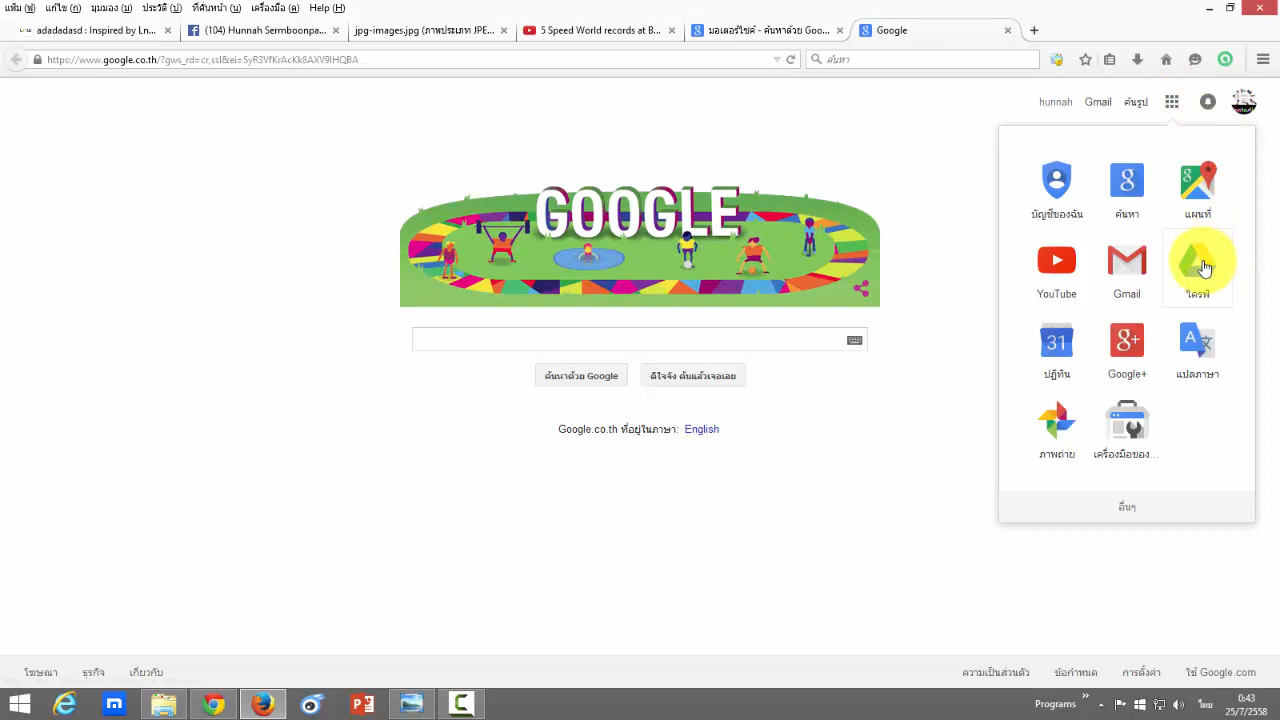 แฟ้ม (ฟ) แก้ไข (ก) มุมมอง (ม) ประวัติ (ป) ที่คั่นหน้า (บ) เครื่องมือ (ส) Help (H)
adadadasd : Inspired by Ln...
(104) Hunnah Sermboonpa...
jpg-images.jpg (ภาพประเภท JPE...
5 Speed World records at B...
มอเตอร์ไซค์ - ค้นหาด้วย Goo...
Google
https://www.google.co.th/?gws_rd=cr,ssl&ei=SyR3VfKrAcKk8AXV9IHQBA
ค้นหา
hunnah Gmail ค้นรูป
GOOGLE
บัญชีของฉัน ค้นหา แผนที่
YouTube Gmail ไดรฟ์
31
ปฏิทิน Google+ แปลภาษา
ภาพถ่าย เครื่องมือของ...
อื่นๆ
ค้นหาด้วย Google ดีใจจัง ค้นแล้วเจอเลย
Google.co.th ที่อยู่ในภาษา: English
โฆษณา ธุรกิจ เกี่ยวกับ ความเป็นส่วนตัว ข้อกำหนด การตั้งค่า ใช้ Google.com
Programs ไทย 0:43
25/7/2558